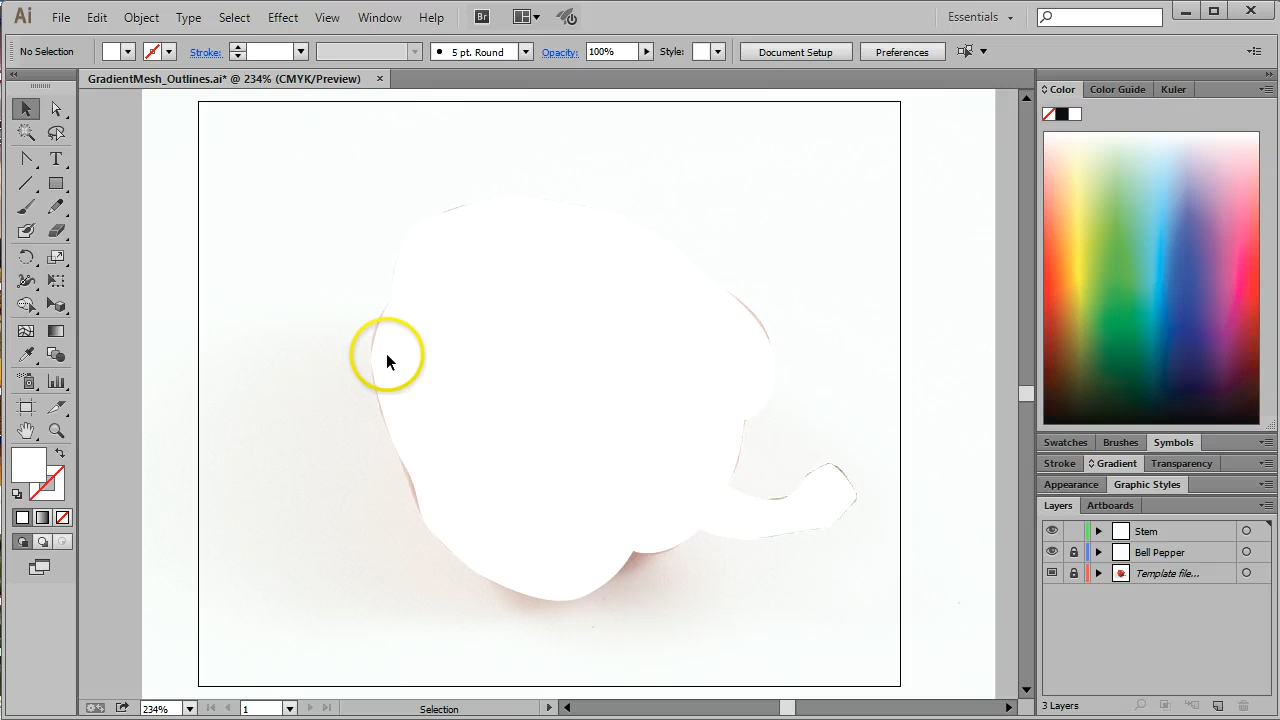 Ai File Edit Object Type Select Effect View Window Help Br Essentials
No Selection Stroke: 5 pt. Round Opacity: 100% Style: Document Setup Preferences
GradientMesh_Outlines.ai* @ 234% (CMYK/Preview)
Color Color Guide Kuler
Swatches Brushes Symbols
Stroke Gradient Transparency
Appearance Graphic Styles
Layers Artboards
Stem
Bell Pepper
Template file...
3 Layers
234% 1 Selection